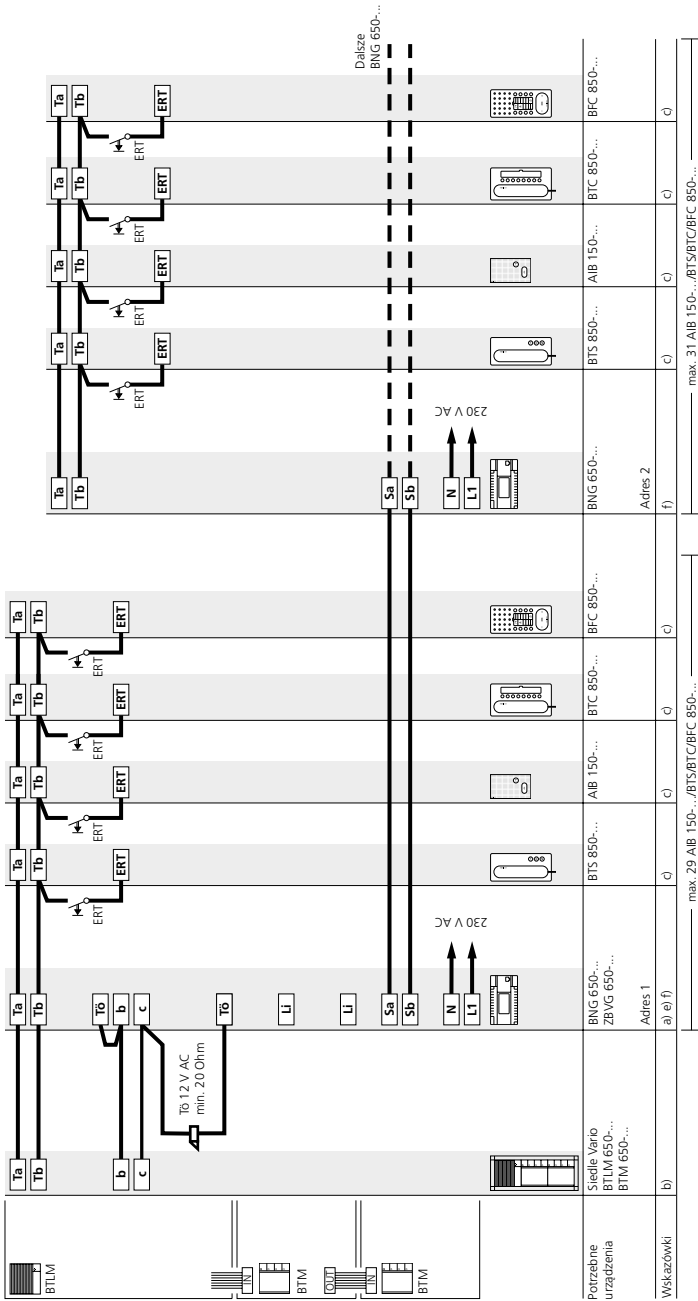 BTLM
IN
BTM
OUT
IN
BTM
Ta
Tb
b
c
Tö 12 V AC
min. 20 Ohm
Ta
Tb
Tö
b
c
Tö
Li
Li
Sa
Sb
N
L1
230 V AC
ERT
Ta
Tb
ERT
ERT
Ta
Tb
ERT
ERT
Ta
Tb
ERT
ERT
Ta
Tb
ERT
Ta
Tb
Sa
Sb
N
L1
230 V AC
ERT
Ta
Tb
ERT
ERT
Ta
Tb
ERT
ERT
Ta
Tb
ERT
ERT
Ta
Tb
ERT
Dalsze
BNG 650-...
Potrzebne
urządzenia
Siedle Vario
BTLM 650-...
BTM 650-...
BNG 650-...
ZBVG 650-...
Adres 1
BTS 850-...
AIB 150-...
BTC 850-...
BFC 850-...
BNG 650-...
Adres 2
BTS 850-...
AIB 150-...
BTC 850-...
BFC 850-...
Wskazówki
b)
a) e) f)
c)
c)
c)
c)
f)
c)
c)
c)
c)
max. 29 AIB 150-.../BTS/BTC/BFC 850-...
max. 31 AIB 150-.../BTS/BTC/BFC 850-...